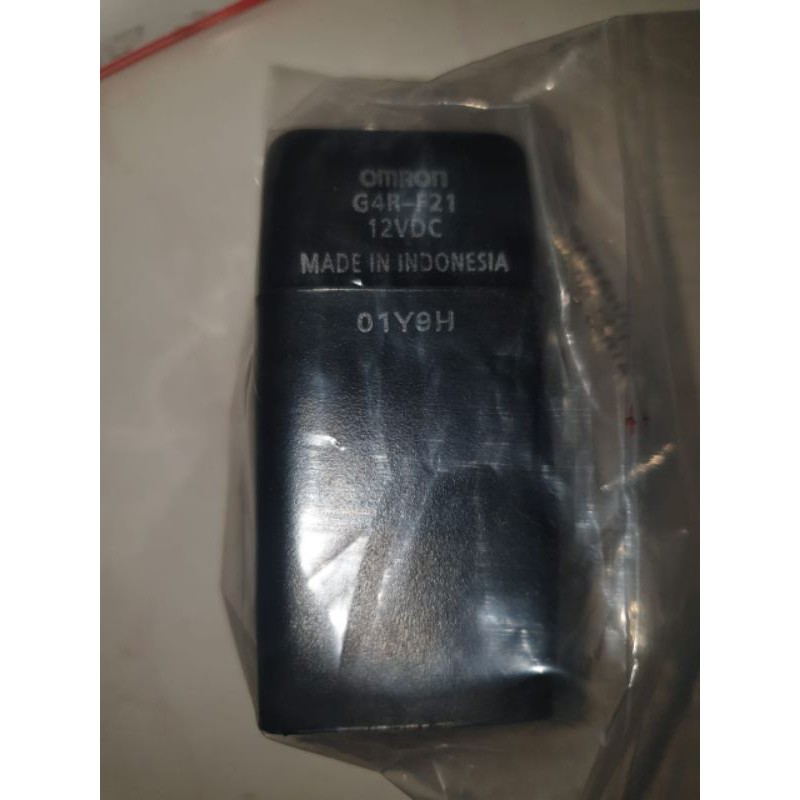 omron
G4R-F21
12VDC
MADE IN INDONESIA
01Y9H